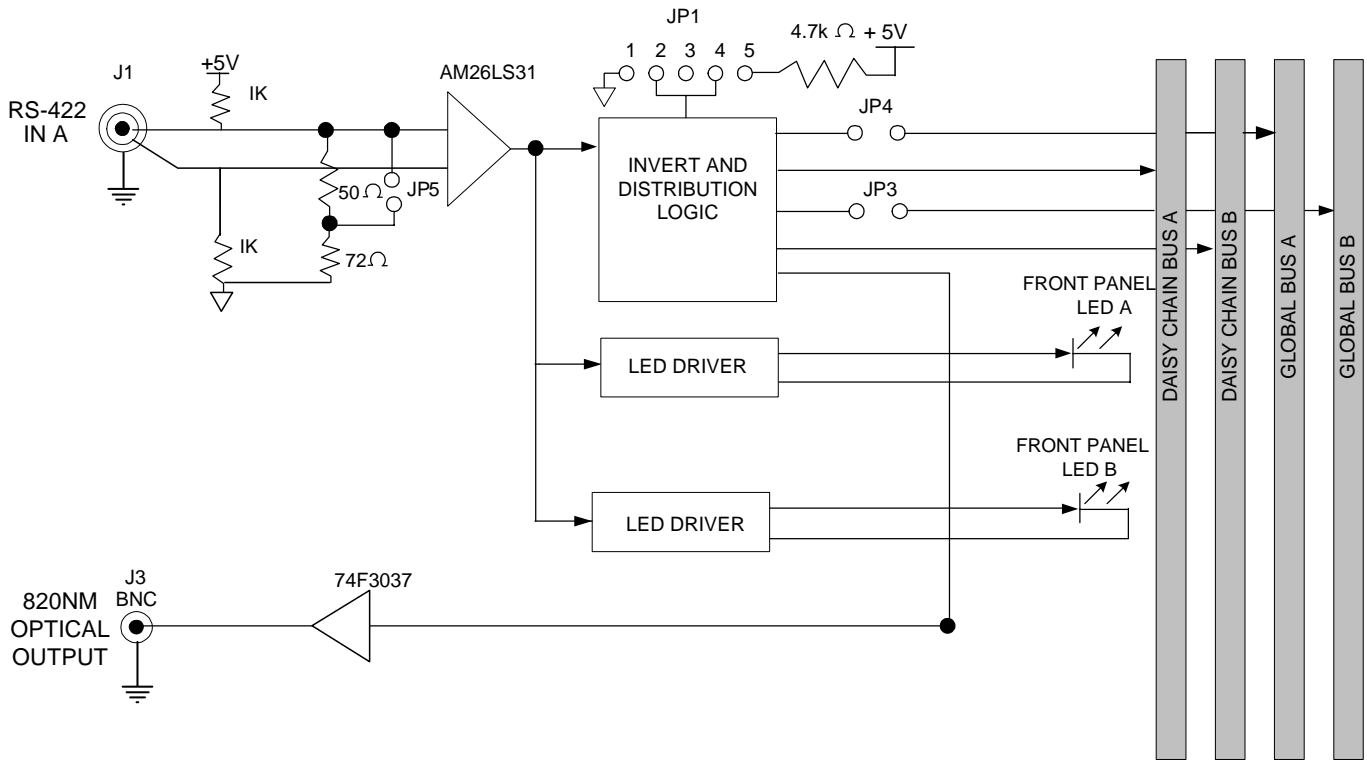 JP1
4.7k Ω + 5V
1 2 3 4 5
J1
+5V
IK
AM26LS31
RS-422
IN A
JP4
INVERT AND
DISTRIBUTION
LOGIC
50Ω
JP5
JP3
IK
72Ω
FRONT PANEL
LED A
LED DRIVER
FRONT PANEL
LED B
LED DRIVER
DAISY CHAIN BUS A
DAISY CHAIN BUS B
GLOBAL BUS A
GLOBAL BUS B
74F3037
J3
BNC
820NM
OPTICAL
OUTPUT